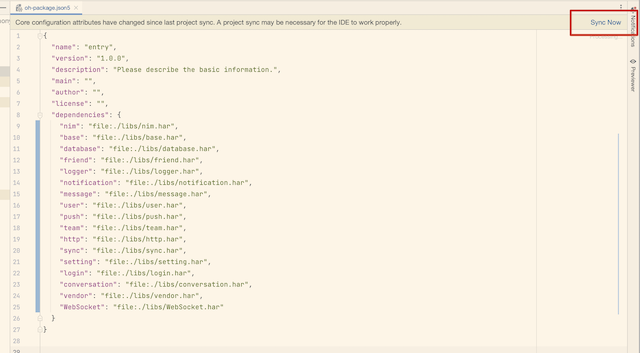 oh-package.json5
Core configuration attributes have changed since last project sync. A project sync may be necessary for the IDE to work properly.
Sync Now
Notifications
Previewer
1 {
2 "name": "entry",
3 "version": "1.0.0",
4 "description": "Please describe the basic information.",
5 "main": "",
6 "author": "",
7 "license": "",
8 "dependencies": {
9 "nim": "file:./libs/nim.har",
10 "base": "file:./libs/base.har",
11 "database": "file:./libs/database.har",
12 "friend": "file:./libs/friend.har",
13 "logger": "file:./libs/logger.har",
14 "notification": "file:./libs/notification.har",
15 "message": "file:./libs/message.har",
16 "user": "file:./libs/user.har",
17 "push": "file:./libs/push.har",
18 "team": "file:./libs/team.har",
19 "http": "file:./libs/http.har",
20 "sync": "file:./libs/sync.har",
21 "setting": "file:./libs/setting.har",
22 "login": "file:./libs/login.har",
23 "conversation": "file:./libs/conversation.har",
24 "vendor": "file:./libs/vendor.har",
25 "WebSocket": "file:./libs/WebSocket.har"
26 }
27 }
28
29